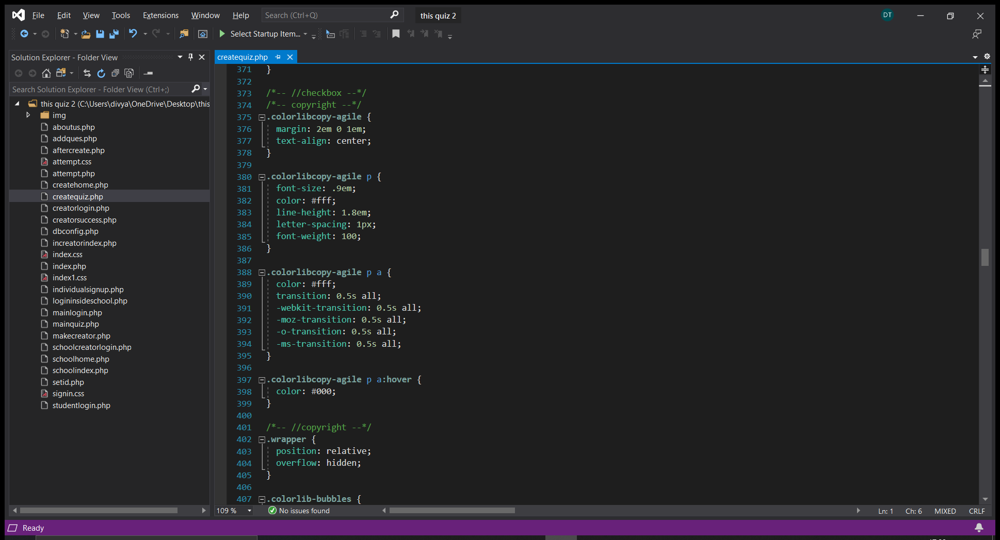 File Edit View Tools Extensions Window Help Search (Ctrl+Q) this quiz 2 DT
Select Startup Item...
Solution Explorer - Folder View
Search Solution Explorer - Folder View (Ctrl+;)
this quiz 2 (C:\Users\divya\OneDrive\Desktop\this
img
aboutus.php
addques.php
aftercreate.php
attempt.css
attempt.php
createhome.php
createquiz.php
creatorlogin.php
creatorsuccess.php
dbconfig.php
increatorindex.php
index.css
index.php
index1.css
individualsignup.php
logininsideschool.php
mainlogin.php
mainquiz.php
makecreator.php
schoolcreatorlogin.php
schoolhome.php
schoolindex.php
setid.php
signin.css
studentlogin.php
createquiz.php
371 }
372
373 /*-- //checkbox --*/
374 /*-- copyright --*/
375 .colorlibcopy-agile {
376 margin: 2em 0 1em;
377 text-align: center;
378 }
379
380 .colorlibcopy-agile p {
381 font-size: .9em;
382 color: #fff;
383 line-height: 1.8em;
384 letter-spacing: 1px;
385 font-weight: 100;
386 }
387
388 .colorlibcopy-agile p a {
389 color: #fff;
390 transition: 0.5s all;
391 -webkit-transition: 0.5s all;
392 -moz-transition: 0.5s all;
393 -o-transition: 0.5s all;
394 -ms-transition: 0.5s all;
395 }
396
397 .colorlibcopy-agile p a:hover {
398 color: #000;
399 }
400
401 /*-- //copyright --*/
402 .wrapper {
403 position: relative;
404 overflow: hidden;
405 }
406
407 .colorlib-bubbles {
109 % No issues found Ln: 1 Ch: 6 MIXED CRLF
Ready